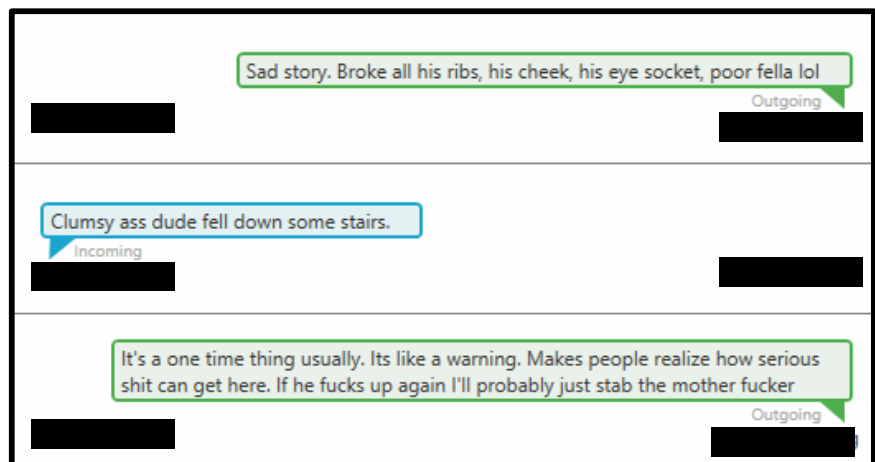 Sad story. Broke all his ribs, his cheek, his eye socket, poor fella lol
Outgoing
Clumsy ass dude fell down some stairs.
Incoming
It's a one time thing usually. Its like a warning. Makes people realize how serious
shit can get here. If he fucks up again I'll probably just stab the mother fucker
Outgoing